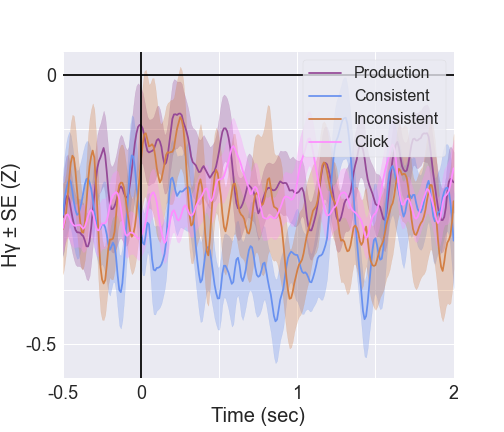 Production
Consistent
Inconsistent
Click
Hγ ± SE (Z)
0
-0.5
-0.5
0
1
2
Time (sec)